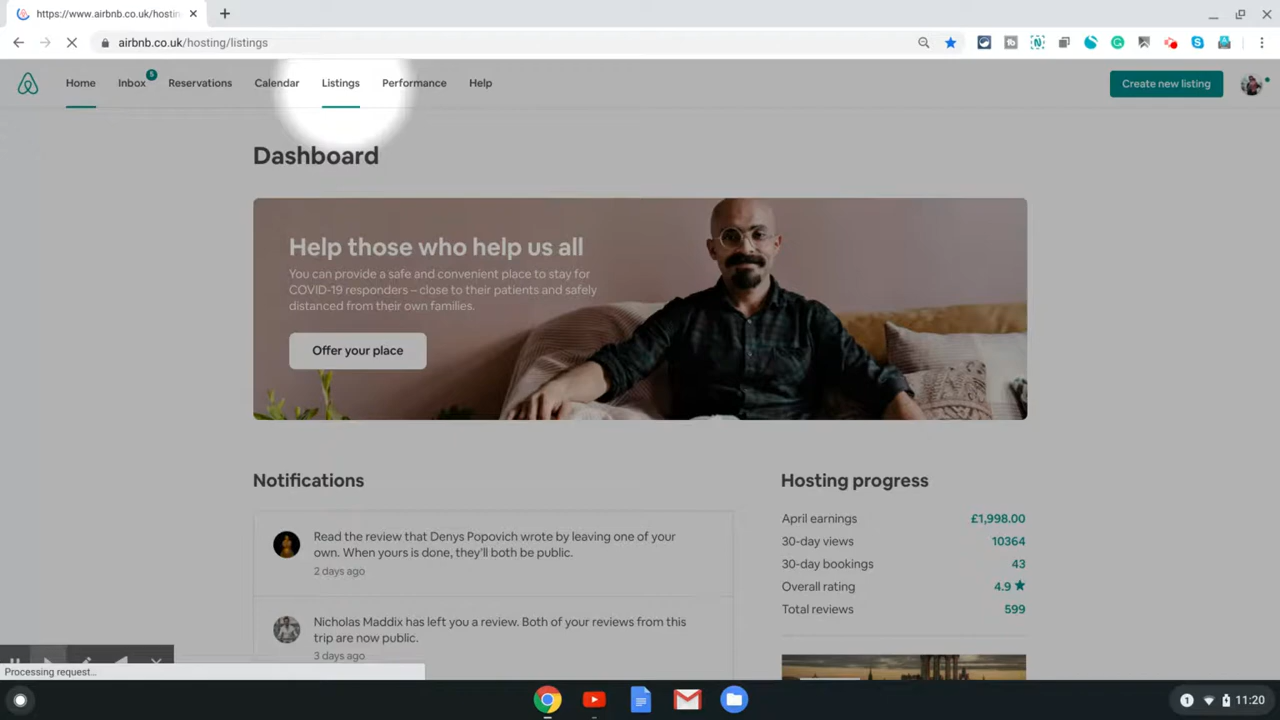 https://www.airbnb.co.uk/hostin
airbnb.co.uk/hosting/listings
Home
Inbox
5
Reservations
Calendar
Listings
Performance
Help
Create new listing
Dashboard
Help those who help us all
You can provide a safe and convenient place to stay for
COVID-19 responders – close to their patients and safely
distanced from their own families.
Offer your place
Notifications
Read the review that Denys Popovich wrote by leaving one of your
own. When yours is done, they'll both be public.
2 days ago
Nicholas Maddix has left you a review. Both of your reviews from this
trip are now public.
3 days ago
Hosting progress
April earnings £1,998.00
30-day views 10364
30-day bookings 43
Overall rating 4.9 ★
Total reviews 599
Processing request...
1
11:20